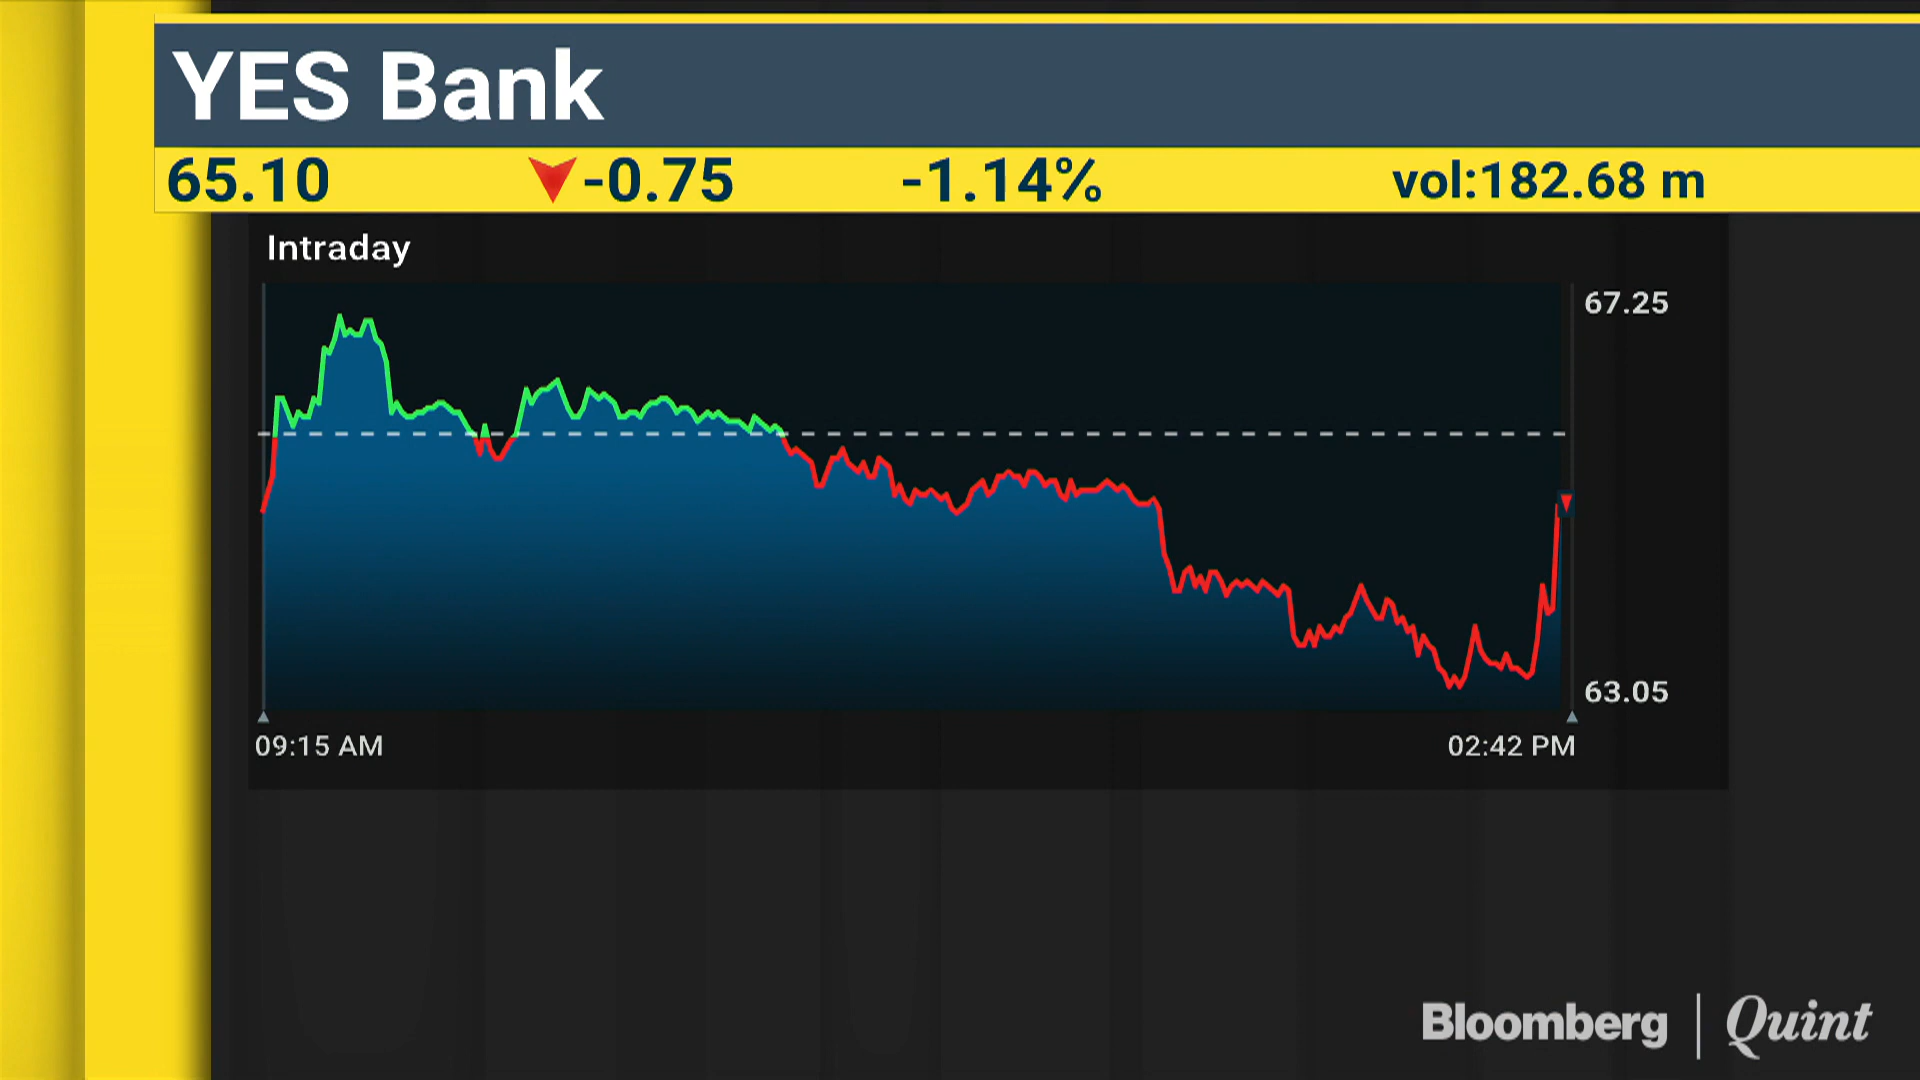 YES Bank
65.10 -0.75 -1.14% vol:182.68 m
Intraday
67.25
63.05
09:15 AM 02:42 PM
Bloomberg | Quint